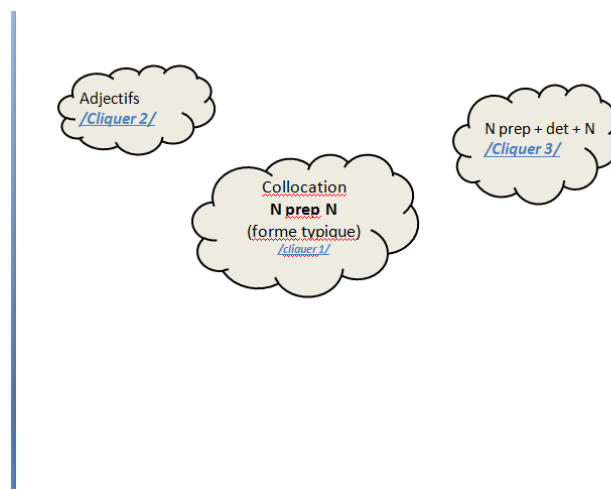 Adjectifs
/Cliquer 2/
Collocation
N prep N
(forme typique)
/cliquer 1/
N prep + det + N
/Cliquer 3/